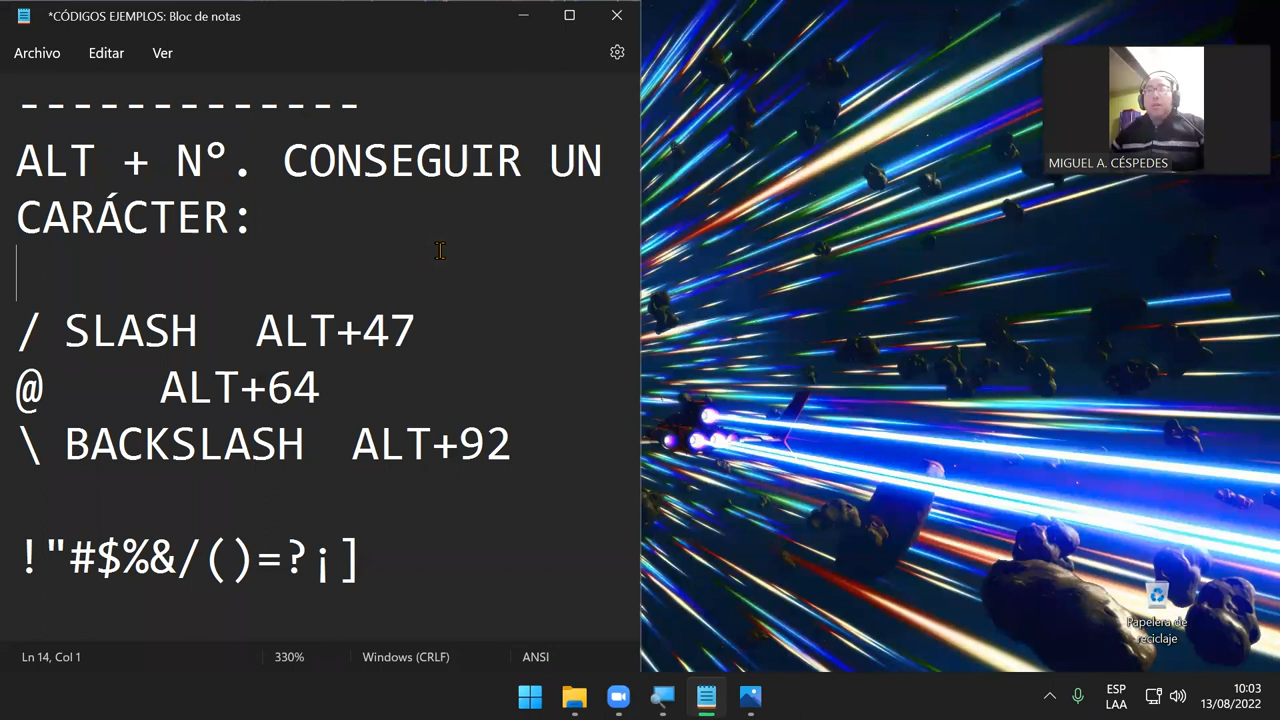 *CÓDIGOS EJEMPLOS: Bloc de notas
Archivo Editar Ver
-------------
ALT + N°. CONSEGUIR UN
CARÁCTER:
/ SLASH ALT+47
@ ALT+64
\ BACKSLASH ALT+92
!"#$%&/()=?¡]
Ln 14, Col 1 330% Windows (CRLF) ANSI
MIGUEL A. CÉSPEDES
Papelera de
reciclaje
ESP
LAA
10:03
13/08/2022